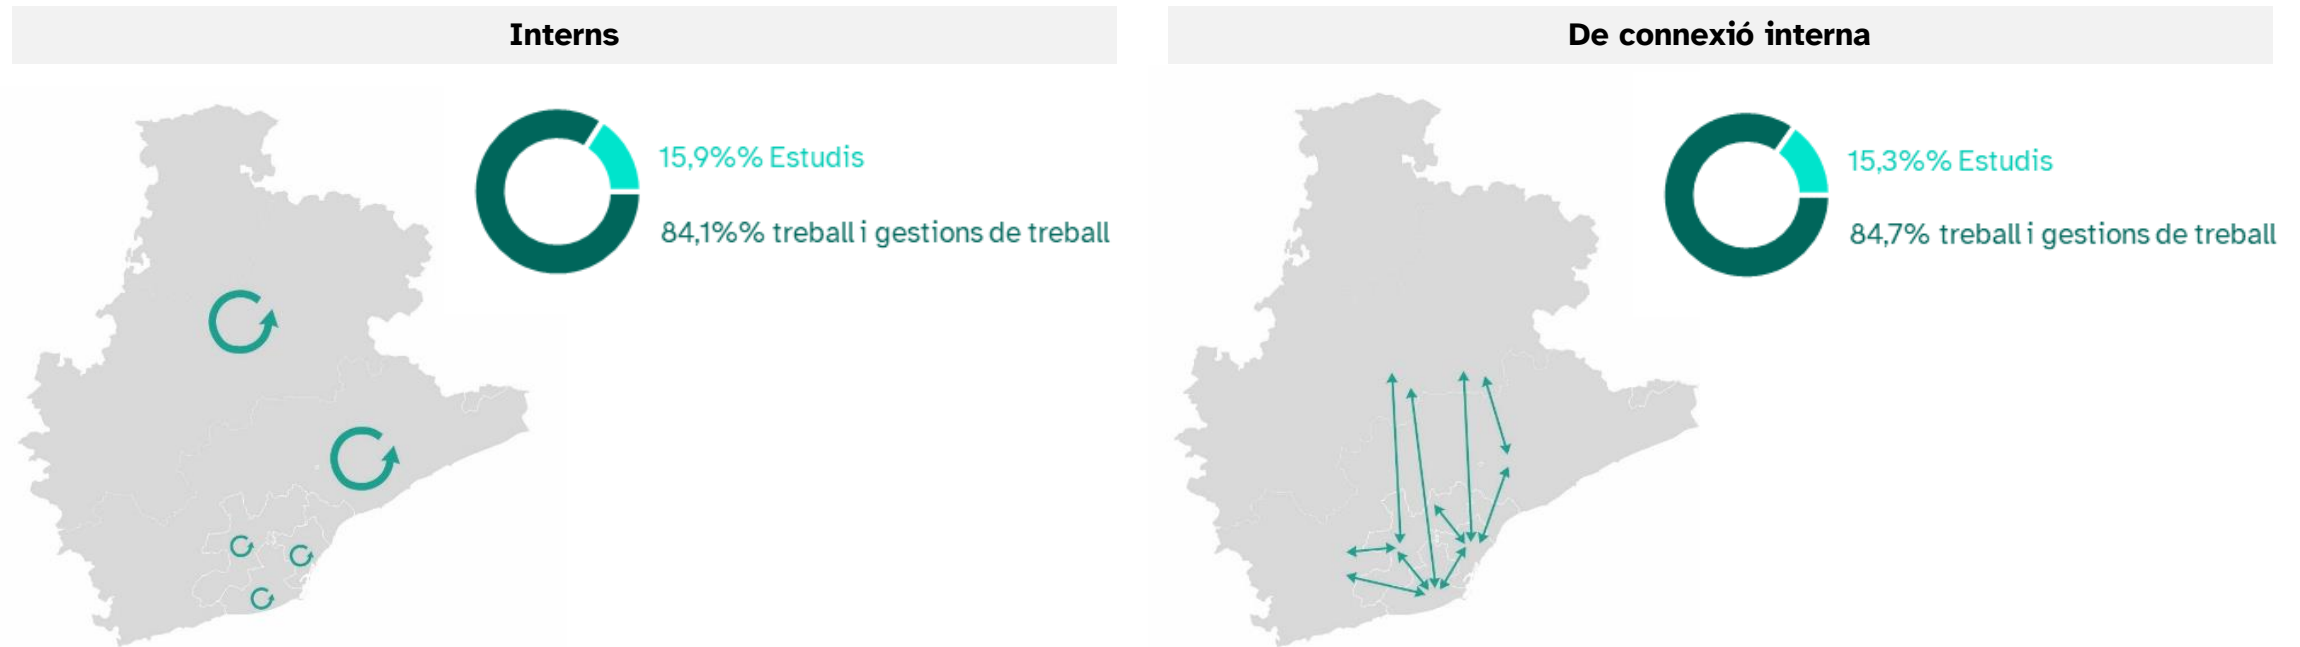 Interns
15,9%% Estudis
84,1%% treball i gestions de treball
De connexió interna
15,3%% Estudis
84,7% treball i gestions de treball